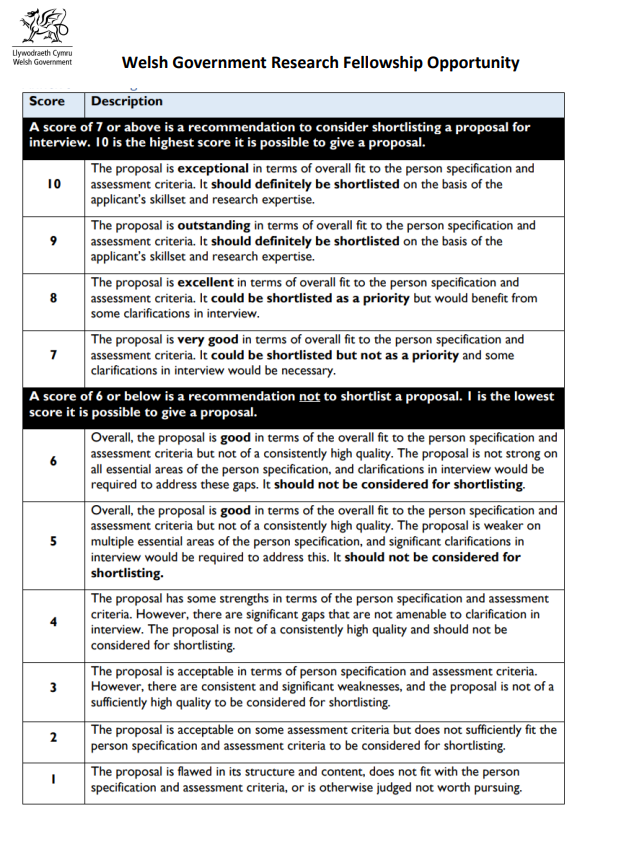 Llywodraeth Cymru
Welsh Government
Welsh Government Research Fellowship Opportunity
Score Description
A score of 7 or above is a recommendation to consider shortlisting a proposal for
interview. 10 is the highest score it is possible to give a proposal.
The proposal is exceptional in terms of overall fit to the person specification and
10 assessment criteria. It should definitely be shortlisted on the basis of the
applicant's skillset and research expertise.
The proposal is outstanding in terms of overall fit to the person specification and
9 assessment criteria. It should definitely be shortlisted on the basis of the
applicant's skillset and research expertise.
The proposal is excellent in terms of overall fit to the person specification and
8 assessment criteria. It could be shortlisted as a priority but would benefit from
some clarifications in interview.
The proposal is very good in terms of overall fit to the person specification and
7 assessment criteria. It could be shortlisted but not as a priority and some
clarifications in interview would be necessary.
A score of 6 or below is a recommendation not to shortlist a proposal. 1 is the lowest
score it is possible to give a proposal.
Overall, the proposal is good in terms of the overall fit to the person specification and
assessment criteria but not of a consistently high quality. The proposal is not strong on
6 all essential areas of the person specification, and clarifications in interview would be
required to address these gaps. It should not be considered for shortlisting.
Overall, the proposal is good in terms of the overall fit to the person specification and
assessment criteria but not of a consistently high quality. The proposal is weaker on
5 multiple essential areas of the person specification, and significant clarifications in
interview would be required to address this. It should not be considered for
shortlisting.
The proposal has some strengths in terms of the person specification and assessment
criteria. However, there are significant gaps that are not amenable to clarification in
4 interview. The proposal is not of a consistently high quality and should not be
considered for shortlisting.
The proposal is acceptable in terms of person specification and assessment criteria.
3 However, there are consistent and significant weaknesses, and the proposal is not of a
sufficiently high quality to be considered for shortlisting.
2 The proposal is acceptable on some assessment criteria but does not sufficiently fit the
person specification and assessment criteria to be considered for shortlisting.
1 The proposal is flawed in its structure and content, does not fit with the person
specification and assessment criteria, or is otherwise judged not worth pursuing.